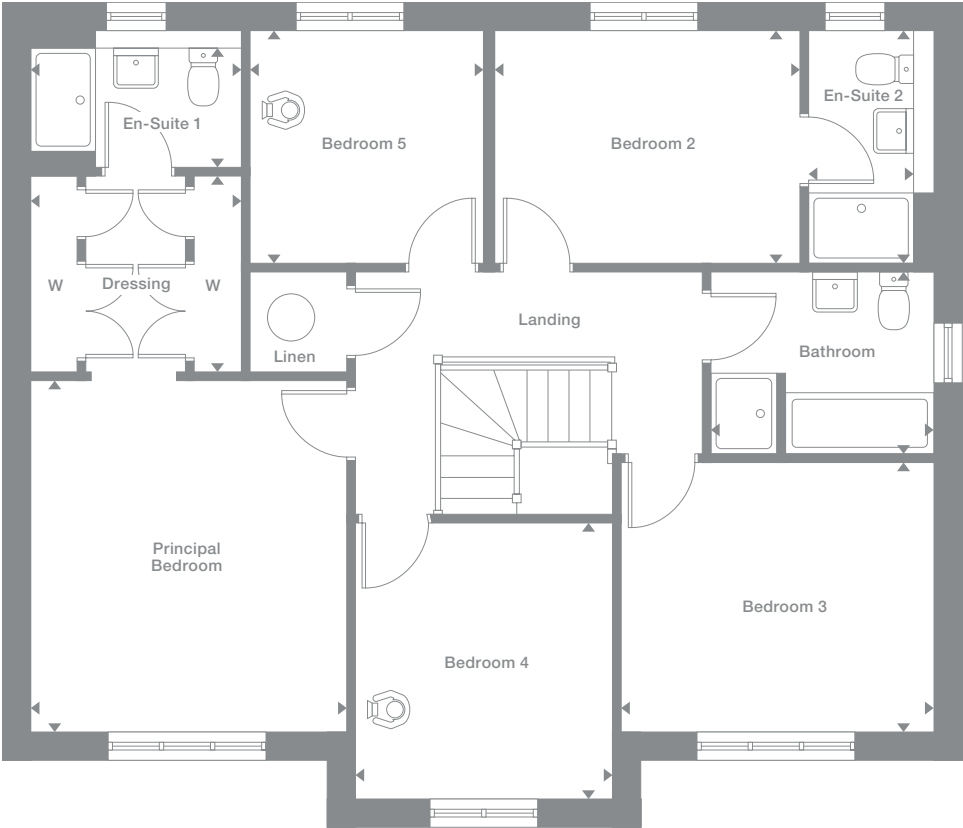 En-Suite 1
Bedroom 5
Bedroom 2
En-Suite 2
W
Dressing
W
Linen
Landing
Bathroom
Principal
Bedroom
Bedroom 4
Bedroom 3